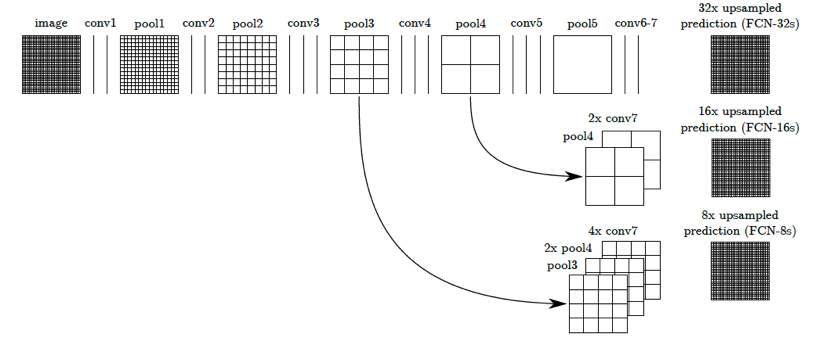 image conv1 pool1 conv2 pool2 conv3 pool3 conv4 pool4 conv5 pool5 conv6-7
32x upsampled
prediction (FCN-32s)
2x conv7
pool4
16x upsampled
prediction (FCN-16s)
4x conv7
2x pool4
pool3
8x upsampled
prediction (FCN-8s)